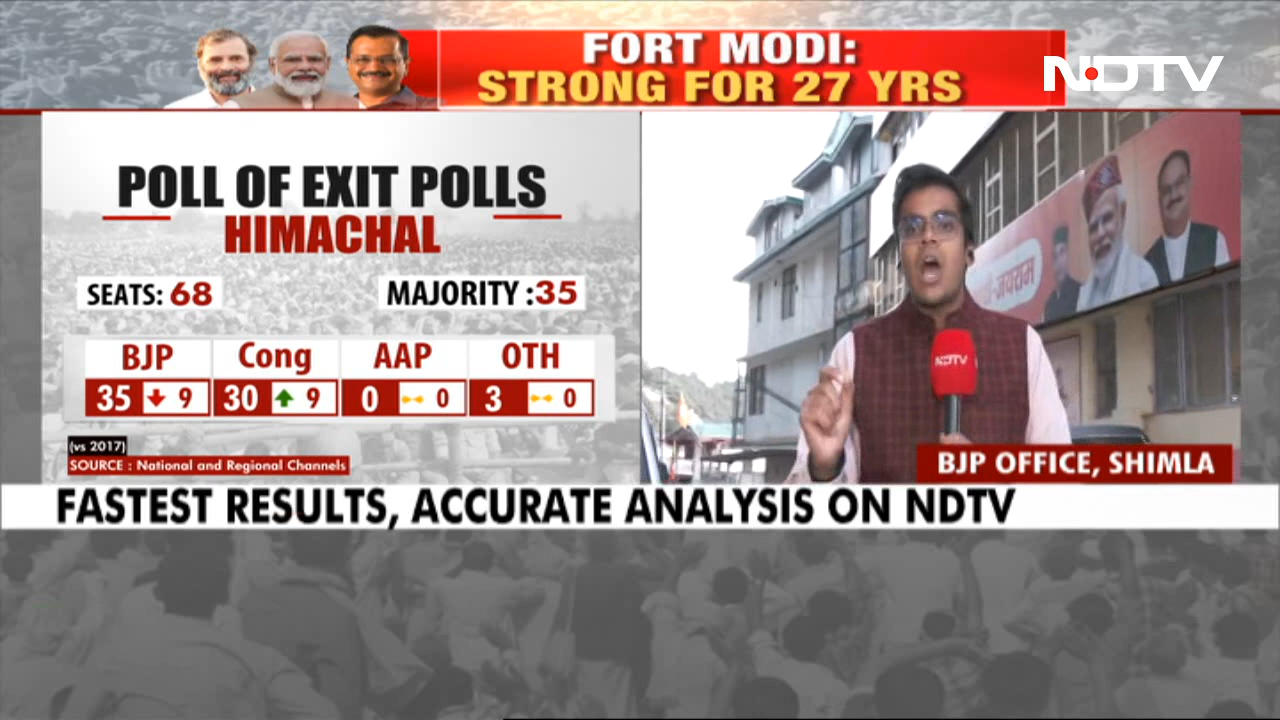 FORT MODI:
STRONG FOR 27 YRS
NDTV
POLL OF EXIT POLLS
HIMACHAL
SEATS: 68
MAJORITY :35
BJP Cong AAP OTH
35 9 30 9 0 0 3 0
(vs 2017)
SOURCE : National and Regional Channels
जयराम
NDTV
BJP OFFICE, SHIMLA
FASTEST RESULTS, ACCURATE ANALYSIS ON NDTV